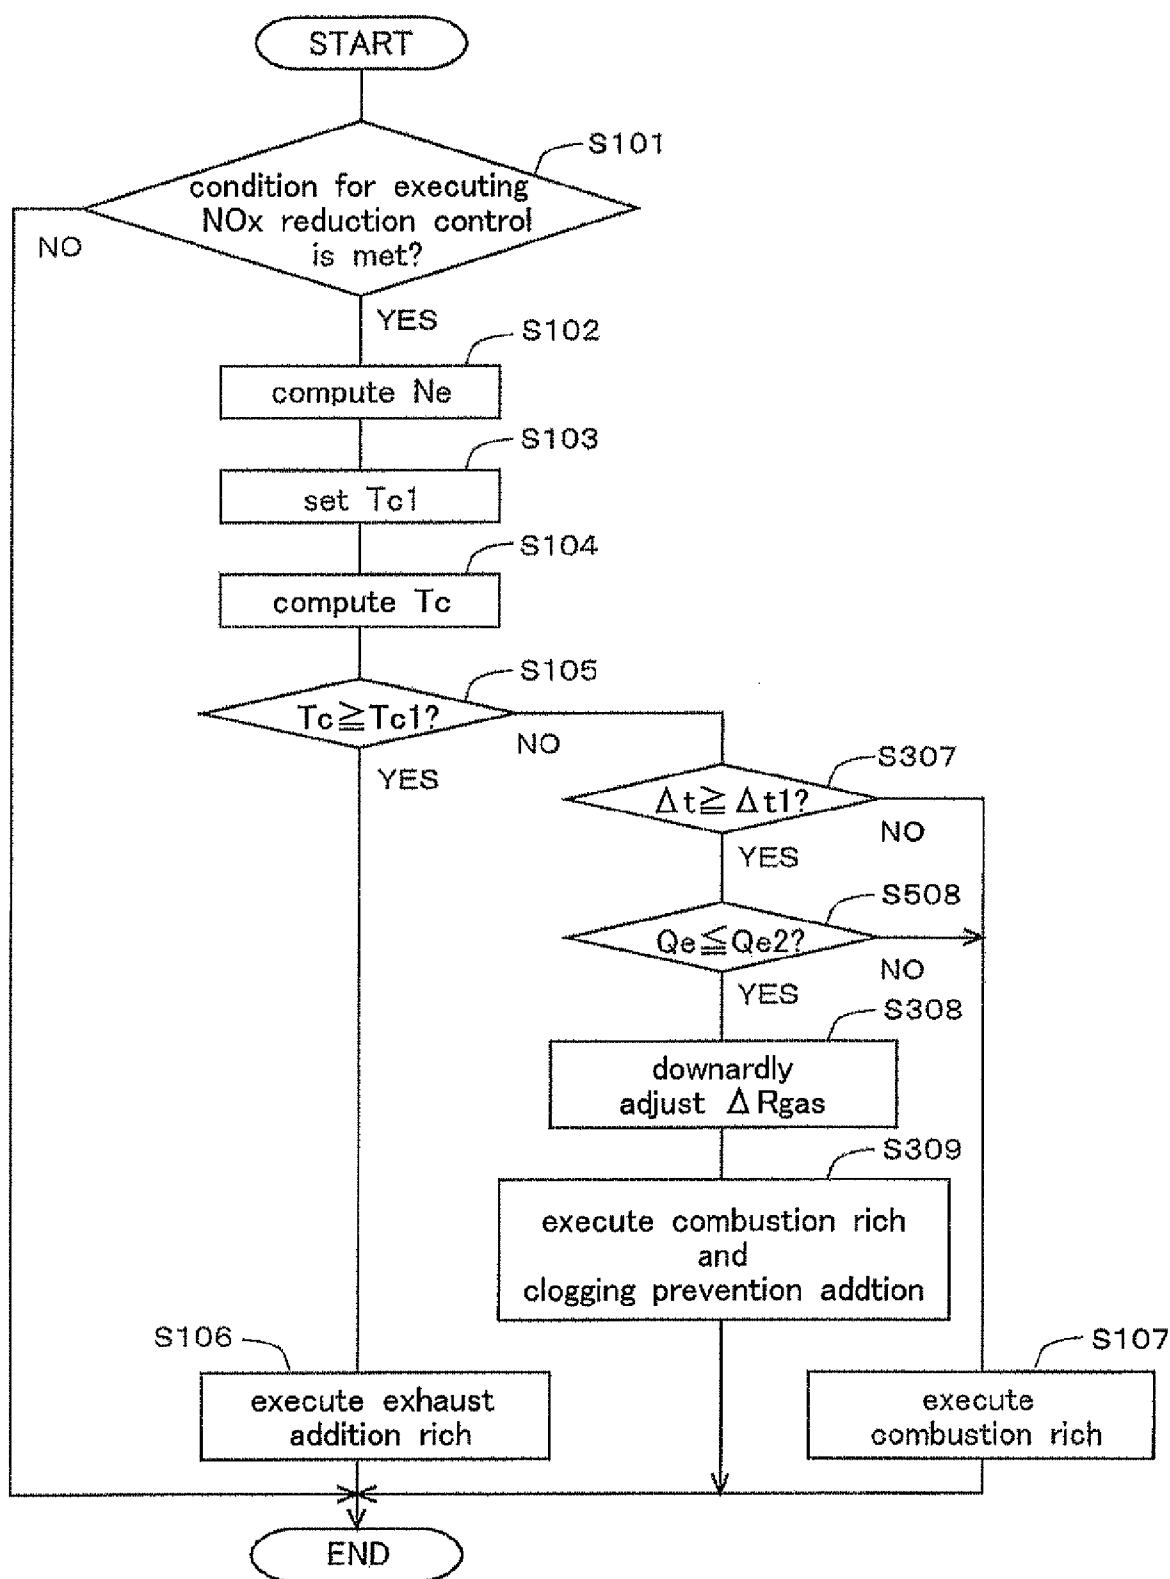 START
S101
condition for executing
NOx reduction control
is met?
NO
YES
S102
compute Ne
S103
set Tc1
S104
compute Tc
S105
Tc≧Tc1?
NO
YES
S307
Δt≧Δt1?
NO
YES
S508
Qe≦Qe2?
NO
YES
S308
downardly
adjust ΔRgas
S309
execute combustion rich
and
clogging prevention addtion
S106
execute exhaust
addition rich
S107
execute
combustion rich
END